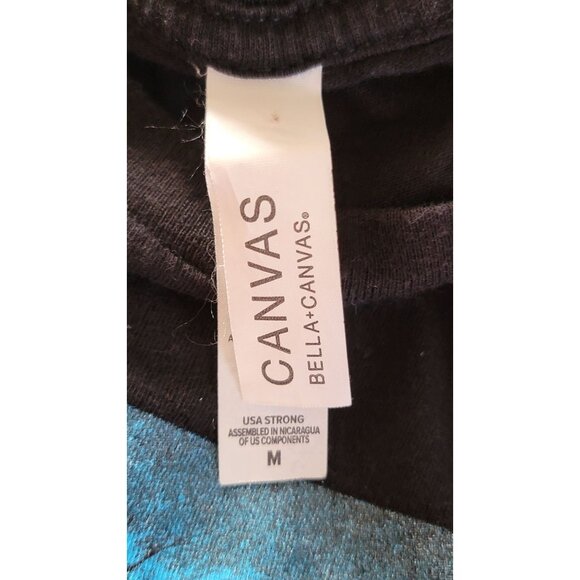 CANVAS
BELLA+CANVAS®
USA STRONG
ASSEMBLED IN NICARAGUA
OF US COMPONENTS
M